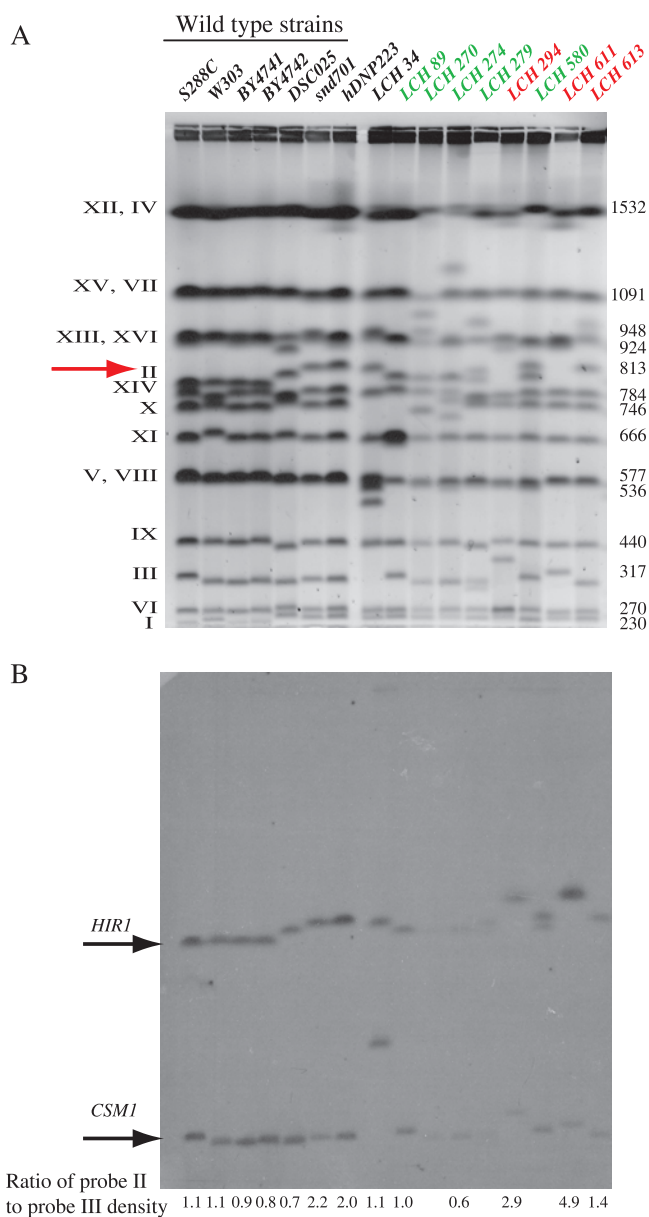 A
Wild type strains
S288C
W303
BY4741
BY4742
DSC025
snd701
hDNP223
LCH 34
LCH 89
LCH 270
LCH 274
LCH 279
LCH 294
LCH 580
LCH 611
LCH 613
XII, IV
XV, VII
XIII, XVI
II
XIV
X
XI
V, VIII
IX
III
VI
I
1532
1091
948
924
813
784
746
666
577
536
440
317
270
230
B
HIR1
CSM1
Ratio of probe II
to probe III density
1.1 1.1 0.9 0.8 0.7 2.2 2.0 1.1 1.0 0.6 2.9 4.9 1.4